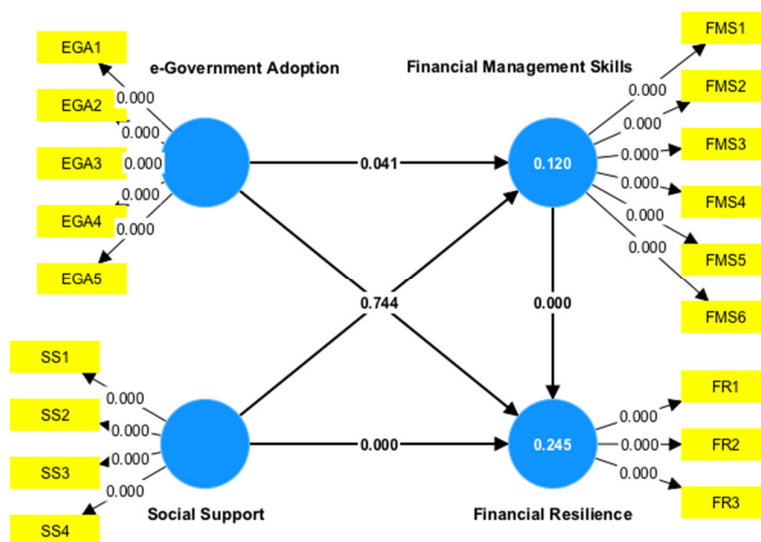 EGA1
EGA2
EGA3
EGA4
EGA5
0.000
0.000
0.000
0.000
0.000
e-Government Adoption
Financial Management Skills
0.041
0.120
FMS1
FMS2
FMS3
FMS4
FMS5
FMS6
0.000
0.000
0.000
0.000
0.000
0.000
0.744
0.000
SS1
SS2
SS3
SS4
0.000
0.000
0.000
0.000
Social Support
0.000
0.245
Financial Resilience
0.000
0.000
0.000
FR1
FR2
FR3